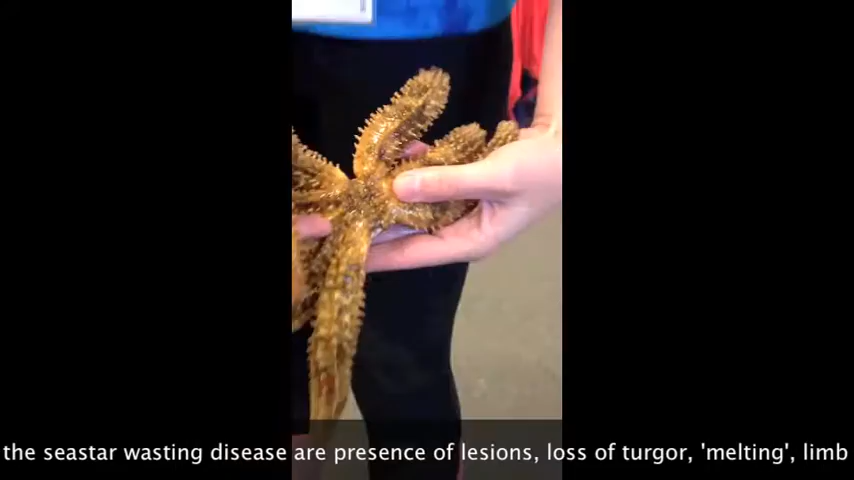 the seastar wasting disease are presence of lesions, loss of turgor, 'melting', limb